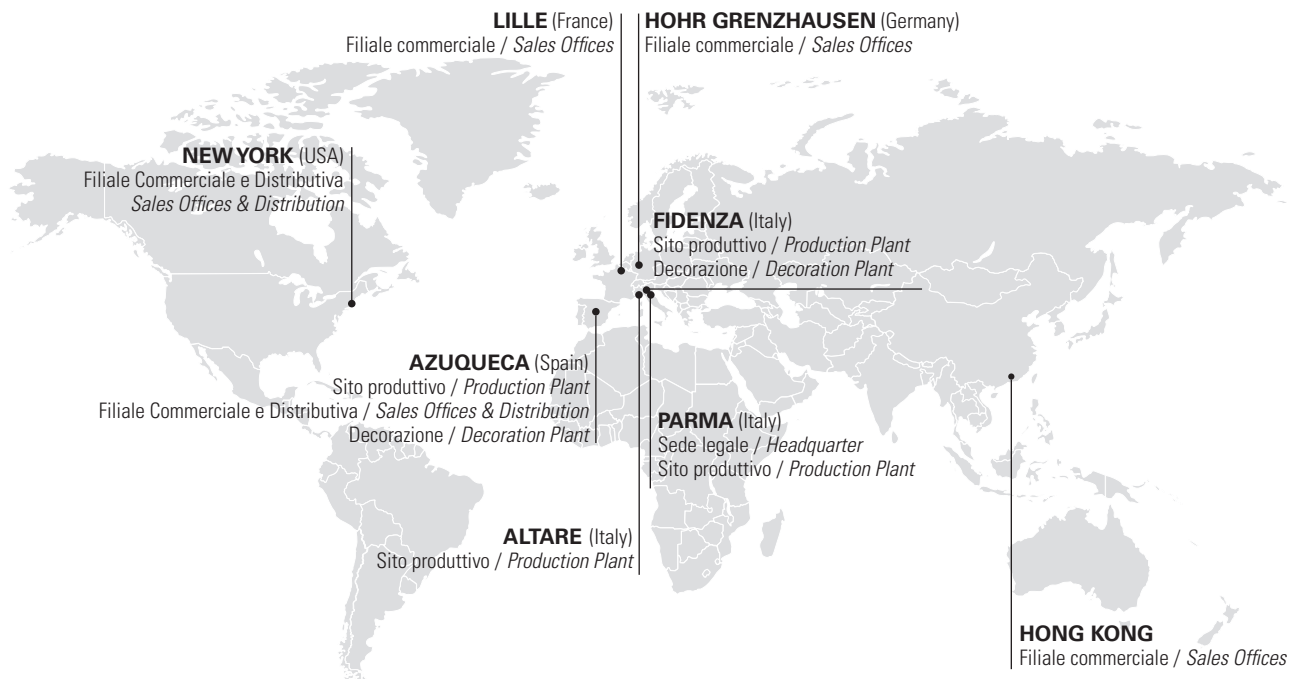 LILLE (France)
Filiale commerciale / Sales Offices
HOHR GRENZHAUSEN (Germany)
Filiale commerciale / Sales Offices
NEW YORK (USA)
Filiale Commerciale e Distributiva
Sales Offices & Distribution
FIDENZA (Italy)
Sito produttivo / Production Plant
Decorazione / Decoration Plant
AZUQUECA (Spain)
Sito produttivo / Production Plant
Filiale Commerciale e Distributiva / Sales Offices & Distribution
Decorazione / Decoration Plant
PARMA (Italy)
Sede legale / Headquarter
Sito produttivo / Production Plant
ALTARE (Italy)
Sito produttivo / Production Plant
HONG KONG
Filiale commerciale / Sales Offices